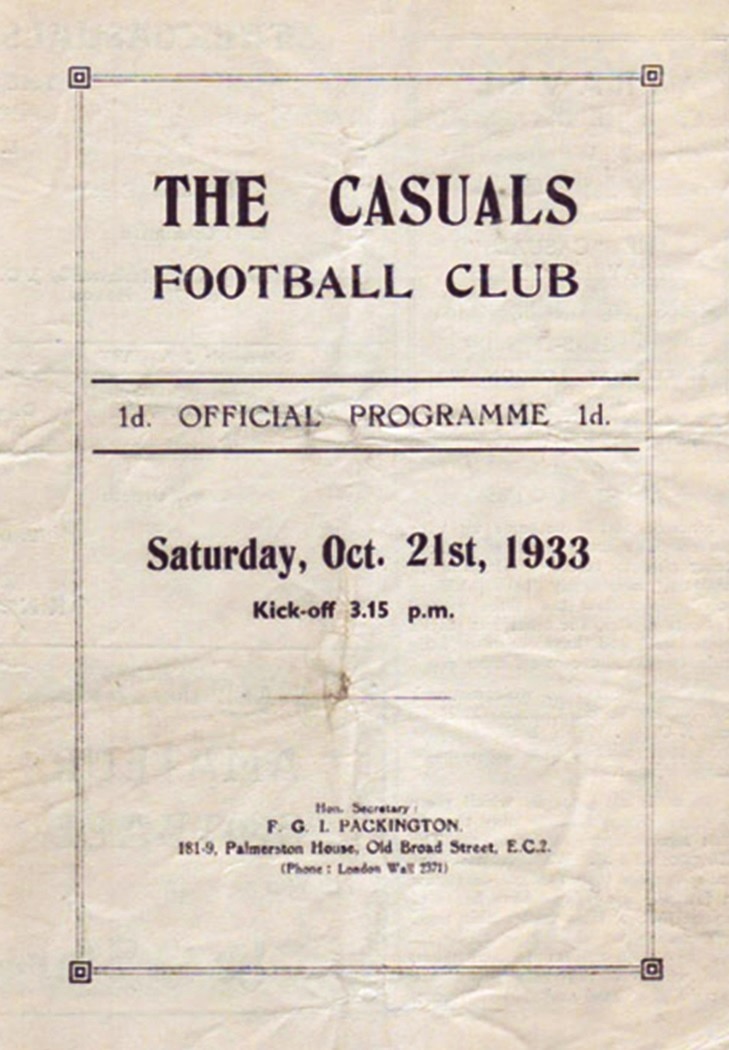 THE CASUALS
FOOTBALL CLUB
1d. OFFICIAL PROGRAMME 1d.
Saturday, Oct. 21st, 1933
Kick-off 3.15 p.m.
Hon. Secretary:
F. G. I. PACKINGTON.
181-9, Palmerston House, Old Broad Street, E.C.2.
(Phone: London Wall 2371)